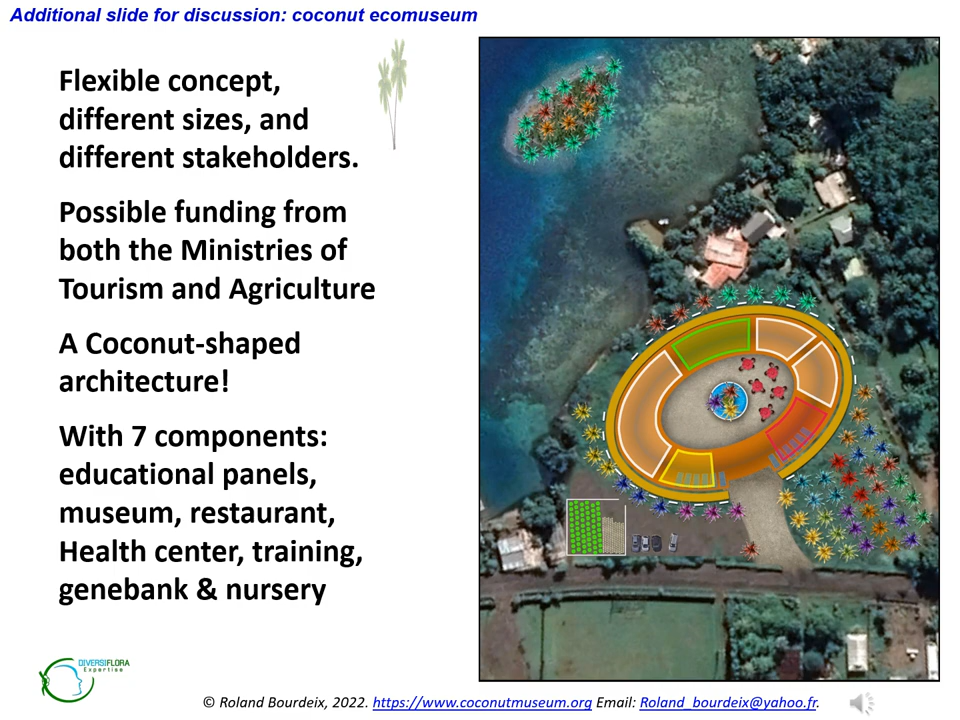 Additional slide for discussion: coconut ecomuseum
Flexible concept,
different sizes, and
different stakeholders.
Possible funding from
both the Ministries of
Tourism and Agriculture
A Coconut-shaped
architecture!
With 7 components:
educational panels,
museum, restaurant,
Health center, training,
genebank & nursery
DIVERSIFLORA
Expertise
© Roland Bourdeix, 2022. https://www.coconutmuseum.org Email: Roland_bourdeix@yahoo.fr.